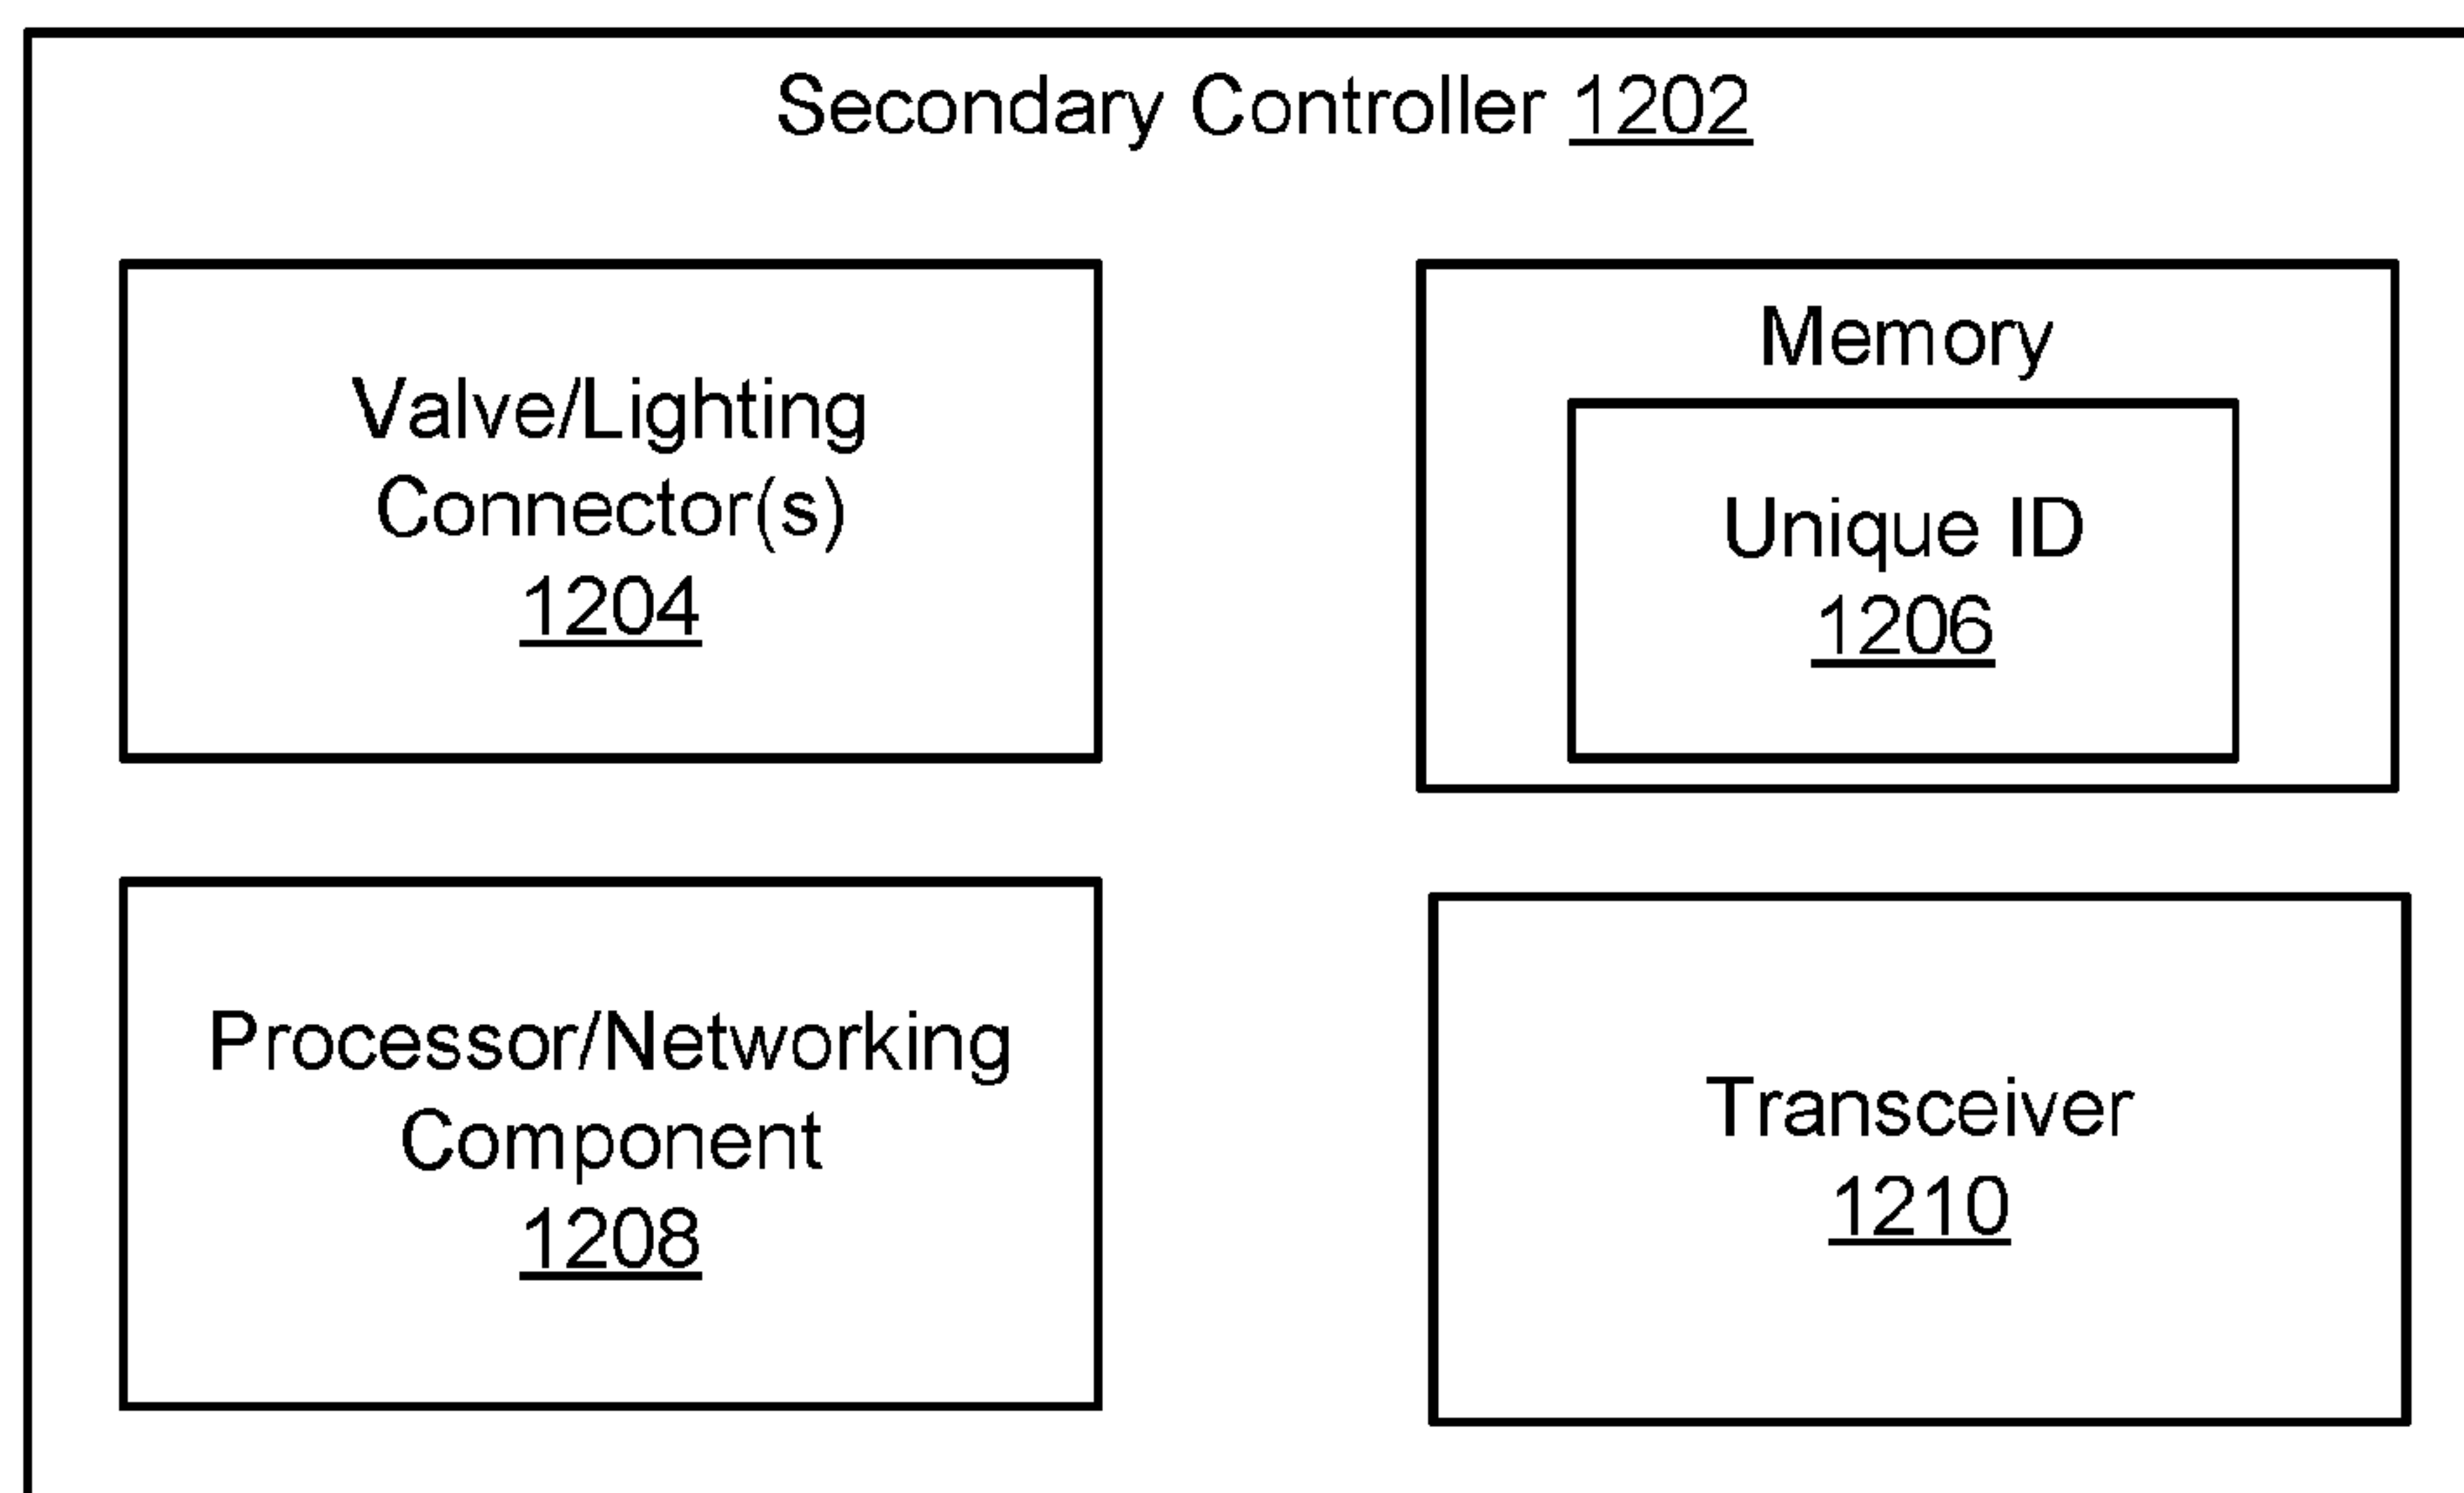 Secondary Controller 1202
Valve/Lighting
Connector(s)
1204
Memory
Unique ID
1206
Processor/Networking
Component
1208
Transceiver
1210